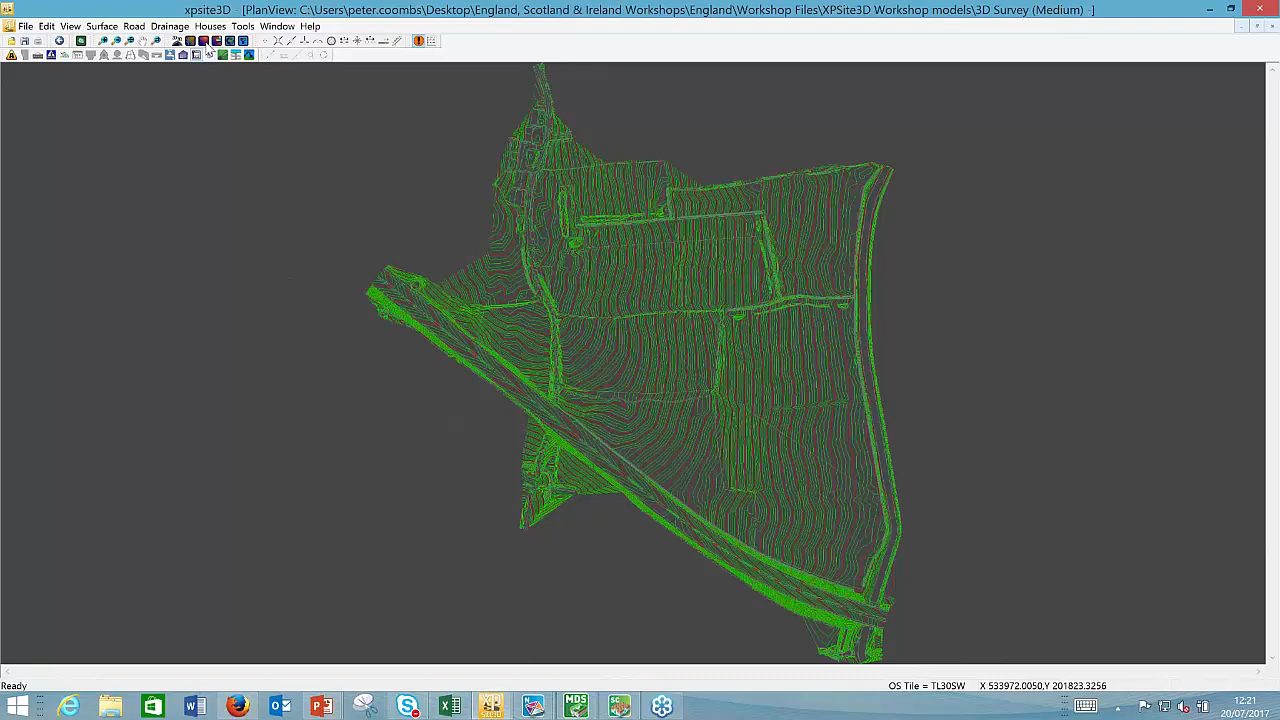 xpsite3D - [PlanView: C:\Users\peter.coombs\Desktop\England, Scotland & Ireland Workshops\England\Workshop Files\XPSite3D Workshop models\3D Survey (Medium) - ]
File Edit View Surface Road Drainage Houses Tools Window Help
Ready
OS Tile = TL30SW X 533972.0050,Y 201823.3256
12:21
20/07/2017